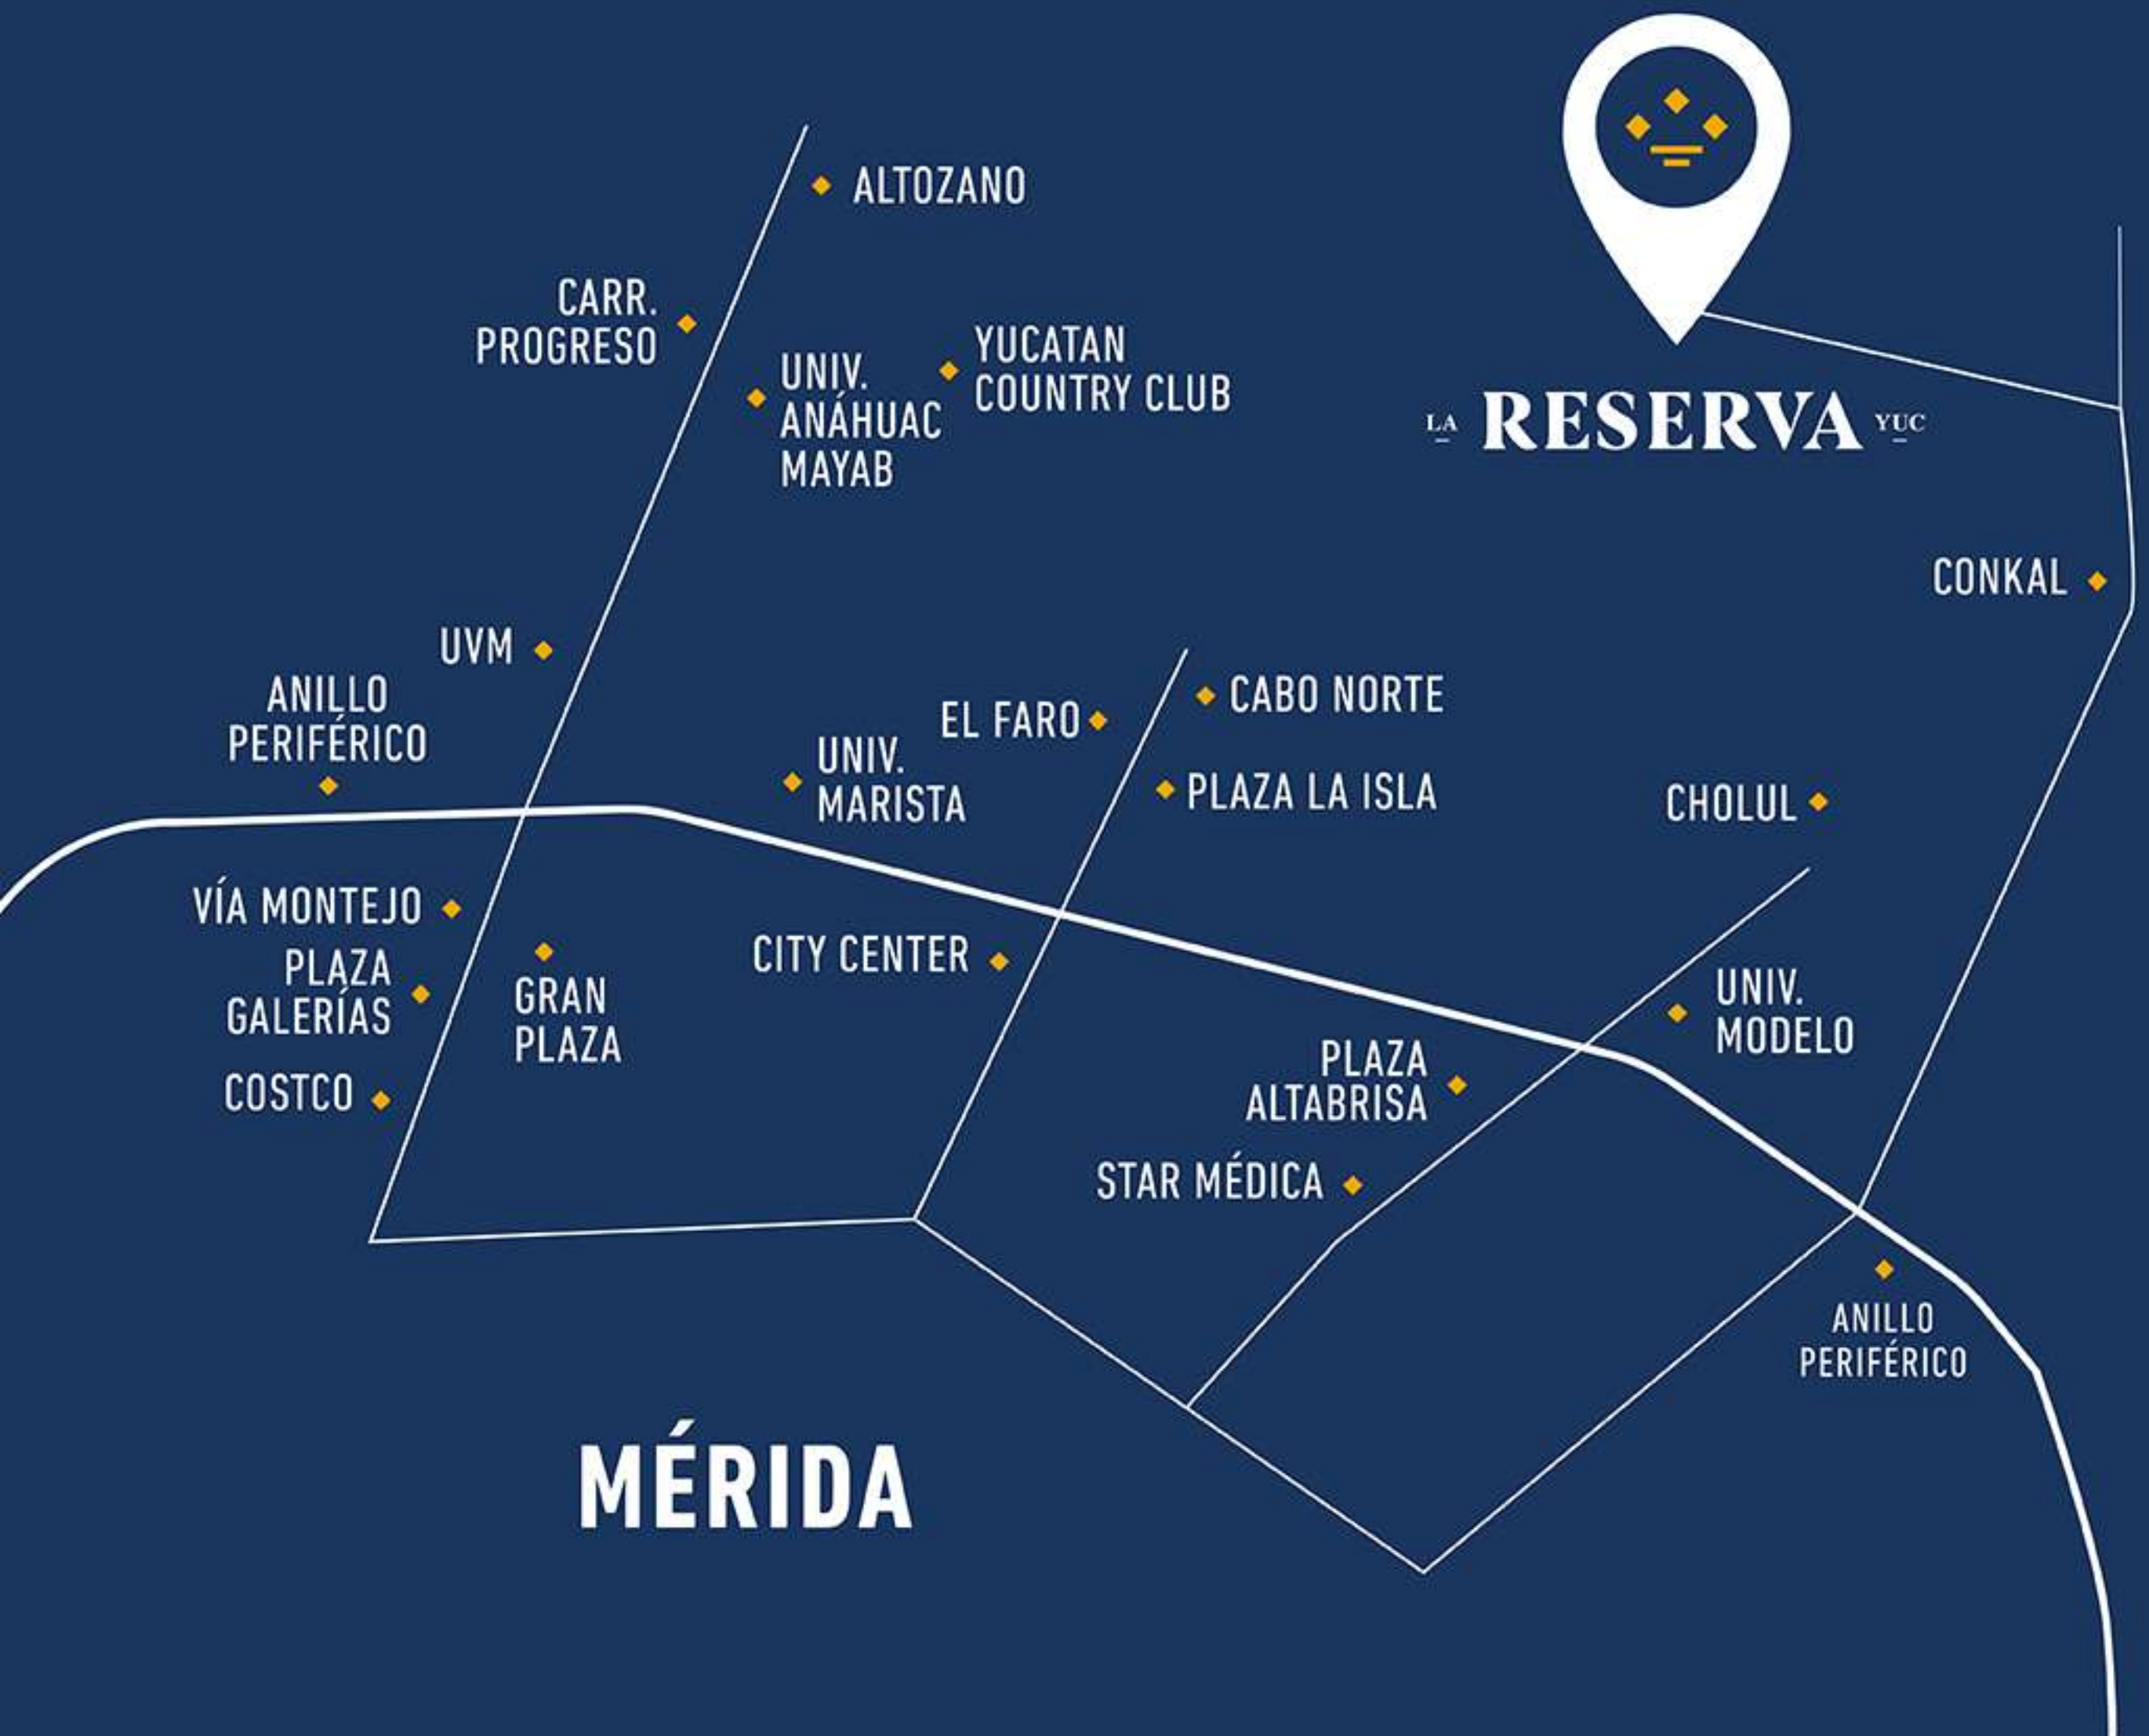 ALTOZANO
CARR.
PROGRESO
UNIV.
ANÁHUAC
MAYAB
YUCATAN
COUNTRY CLUB
LA RESERVA YUC
CONKAL
UVM
ANILLO
PERIFÉRICO
EL FARO
CABO NORTE
UNIV.
MARISTA
PLAZA LA ISLA
CHOLUL
VÍA MONTEJO
PLAZA
GALERÍAS
GRAN
PLAZA
COSTCO
CITY CENTER
UNIV.
MODELO
PLAZA
ALTABRISA
STAR MÉDICA
ANILLO
PERIFÉRICO
MÉRIDA